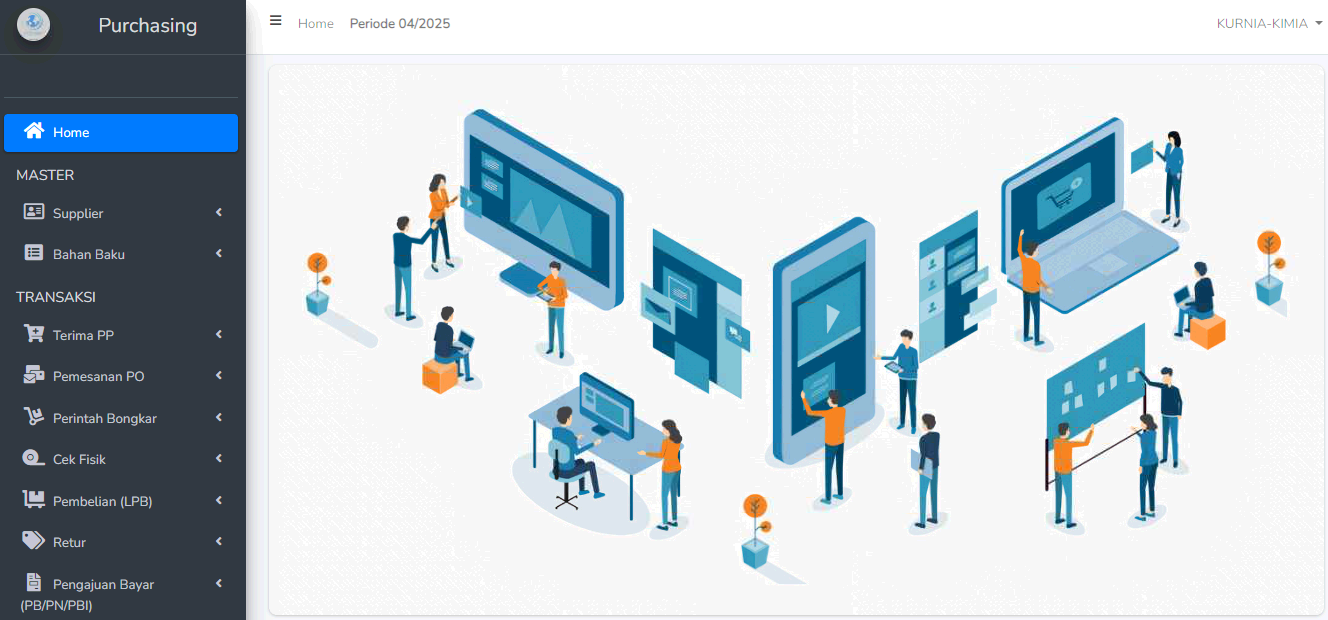 Purchasing
Home
Periode 04/2025
KURNIA-KIMIA
Home
MASTER
Supplier
Bahan Baku
TRANSAKSI
Terima PP
Pemesanan PO
Perintah Bongkar
Cek Fisik
Pembelian (LPB)
Retur
Pengajuan Bayar
(PB/PN/PBI)